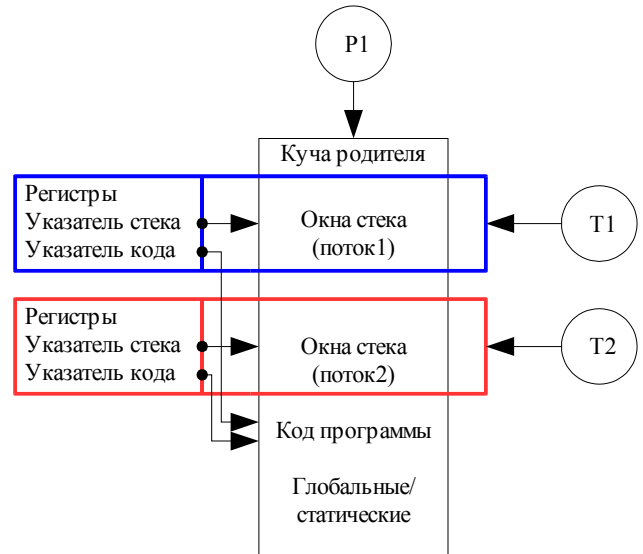 P1
Куча родителя
Регистры
Указатель стека
Указатель кода
Окна стека
(поток1)
T1
Регистры
Указатель стека
Указатель кода
Окна стека
(поток2)
T2
Код программы
Глобальные/
статические